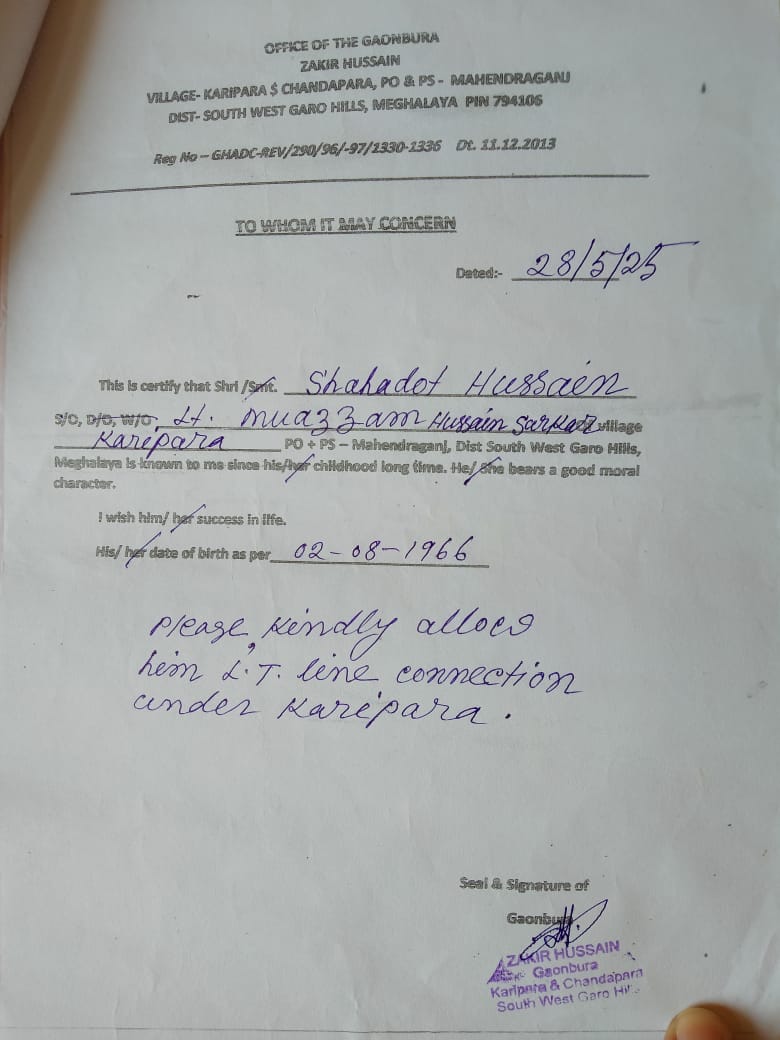 OFFICE OF THE GAONBURA
ZAKIR HUSSAIN
VILLAGE- KARIPARA $ CHANDAPARA, PO & PS - MAHENDRAGANJ
DIST- SOUTH WEST GARO HILLS, MEGHALAYA PIN 794106
Reg No – GHADC-REV/290/96/-97/1330-1336 Dt. 11.12.2013
TO WHOM IT MAY CONCERN
Dated:- 28/5/25
This is certify that Shri /Smt. Shahadot Hussain
S/O, D/O, W/O, Lt. Muazzam Hussain Sarkar village
Karipara PO + PS – Mahendraganj, Dist South West Garo Hills,
Meghalaya is known to me since his/her childhood long time. He/ She bears a good moral
character.
I wish him/ her success in life.
His/ her date of birth as per 02-08-1966
Please, kindly allow
him L.T. line connection
under Karipara.
Seal & Signature of
Gaonbura
ZAKIR HUSSAIN
Gaonbura
Karipara & Chandapara
South West Garo Hills